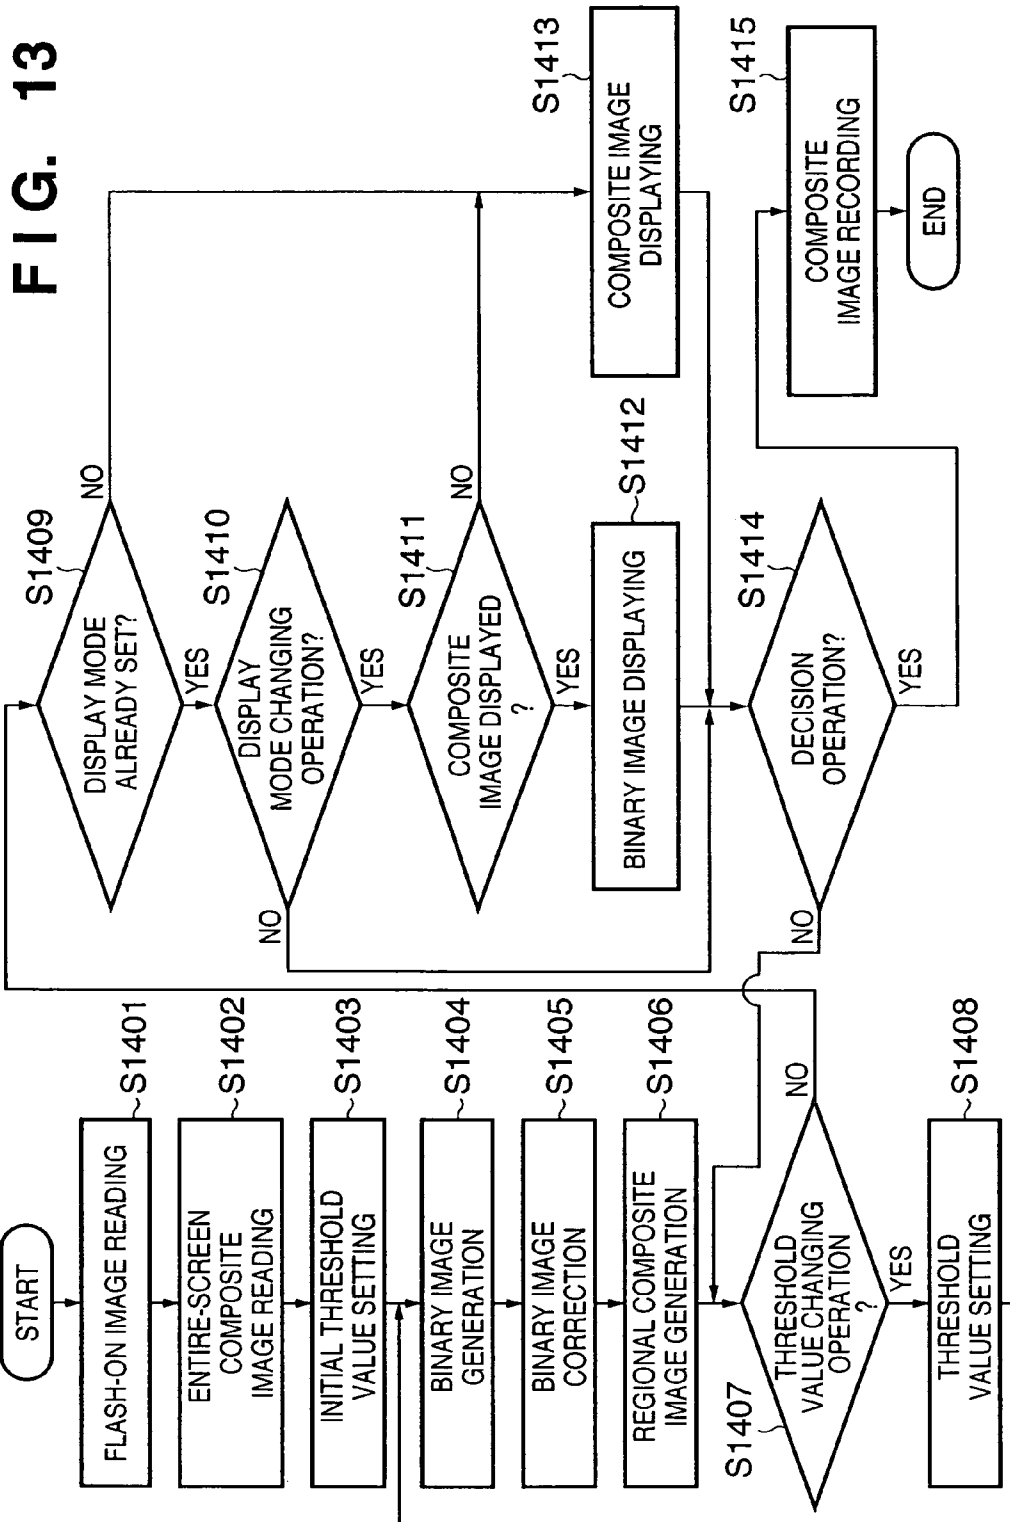 FIG. 13
START
FLASH-ON IMAGE READING
S1401
ENTIRE-SCREEN
COMPOSITE
IMAGE READING
S1402
INITIAL THRESHOLD
VALUE SETTING
S1403
BINARY IMAGE
GENERATION
S1404
BINARY IMAGE
CORRECTION
S1405
REGIONAL COMPOSITE
IMAGE GENERATION
S1406
S1407
THRESHOLD
VALUE CHANGING
OPERATION
?
NO
YES
THRESHOLD
VALUE SETTING
S1408
S1409
DISPLAY MODE
ALREADY SET?
NO
YES
S1410
DISPLAY
MODE CHANGING
OPERATION?
NO
YES
S1411
COMPOSITE
IMAGE DISPLAYED
?
NO
YES
BINARY IMAGE DISPLAYING
S1412
S1413
COMPOSITE IMAGE
DISPLAYING
S1414
DECISION
OPERATION?
NO
YES
S1415
COMPOSITE
IMAGE RECORDING
END